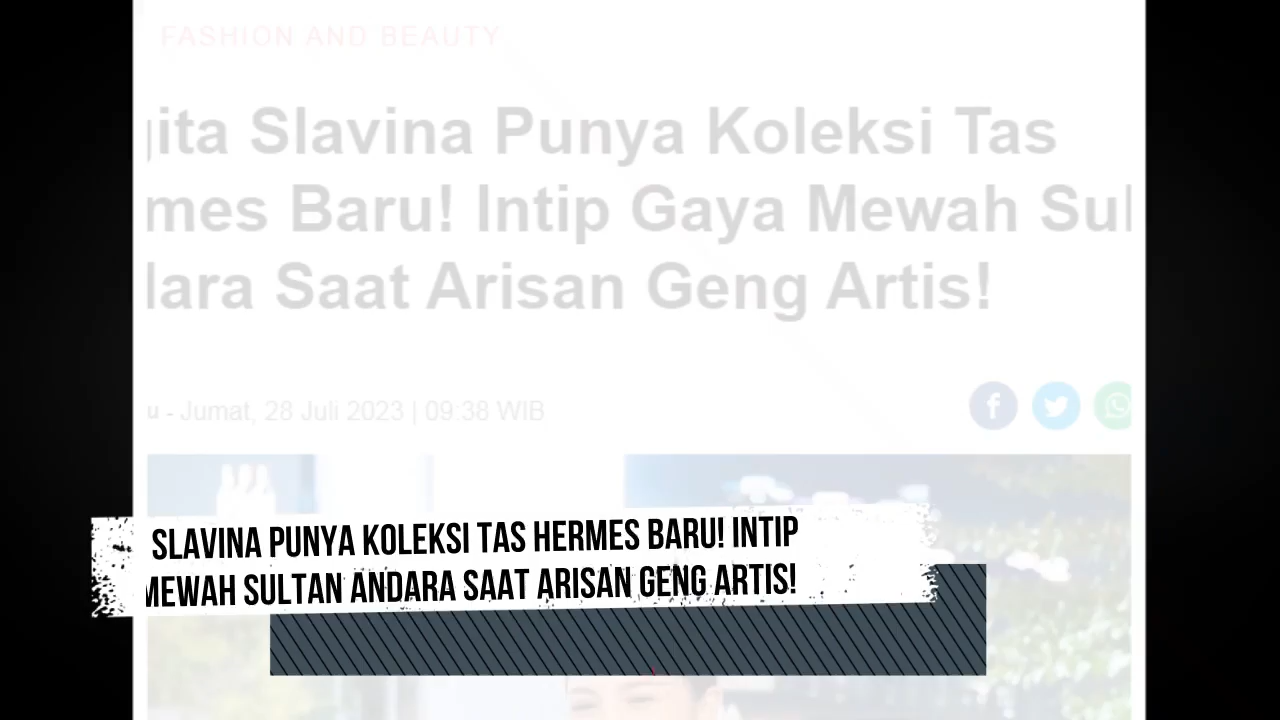 FASHION AND BEAUTY
gita Slavina Punya Koleksi Tas
mes Baru! Intip Gaya Mewah Sul
dara Saat Arisan Geng Artis!
u - Jumat, 28 Juli 2023 | 09:38 WIB
SLAVINA PUNYA KOLEKSI TAS HERMES BARU! INTIP
MEWAH SULTAN ANDARA SAAT ARISAN GENG ARTIS!